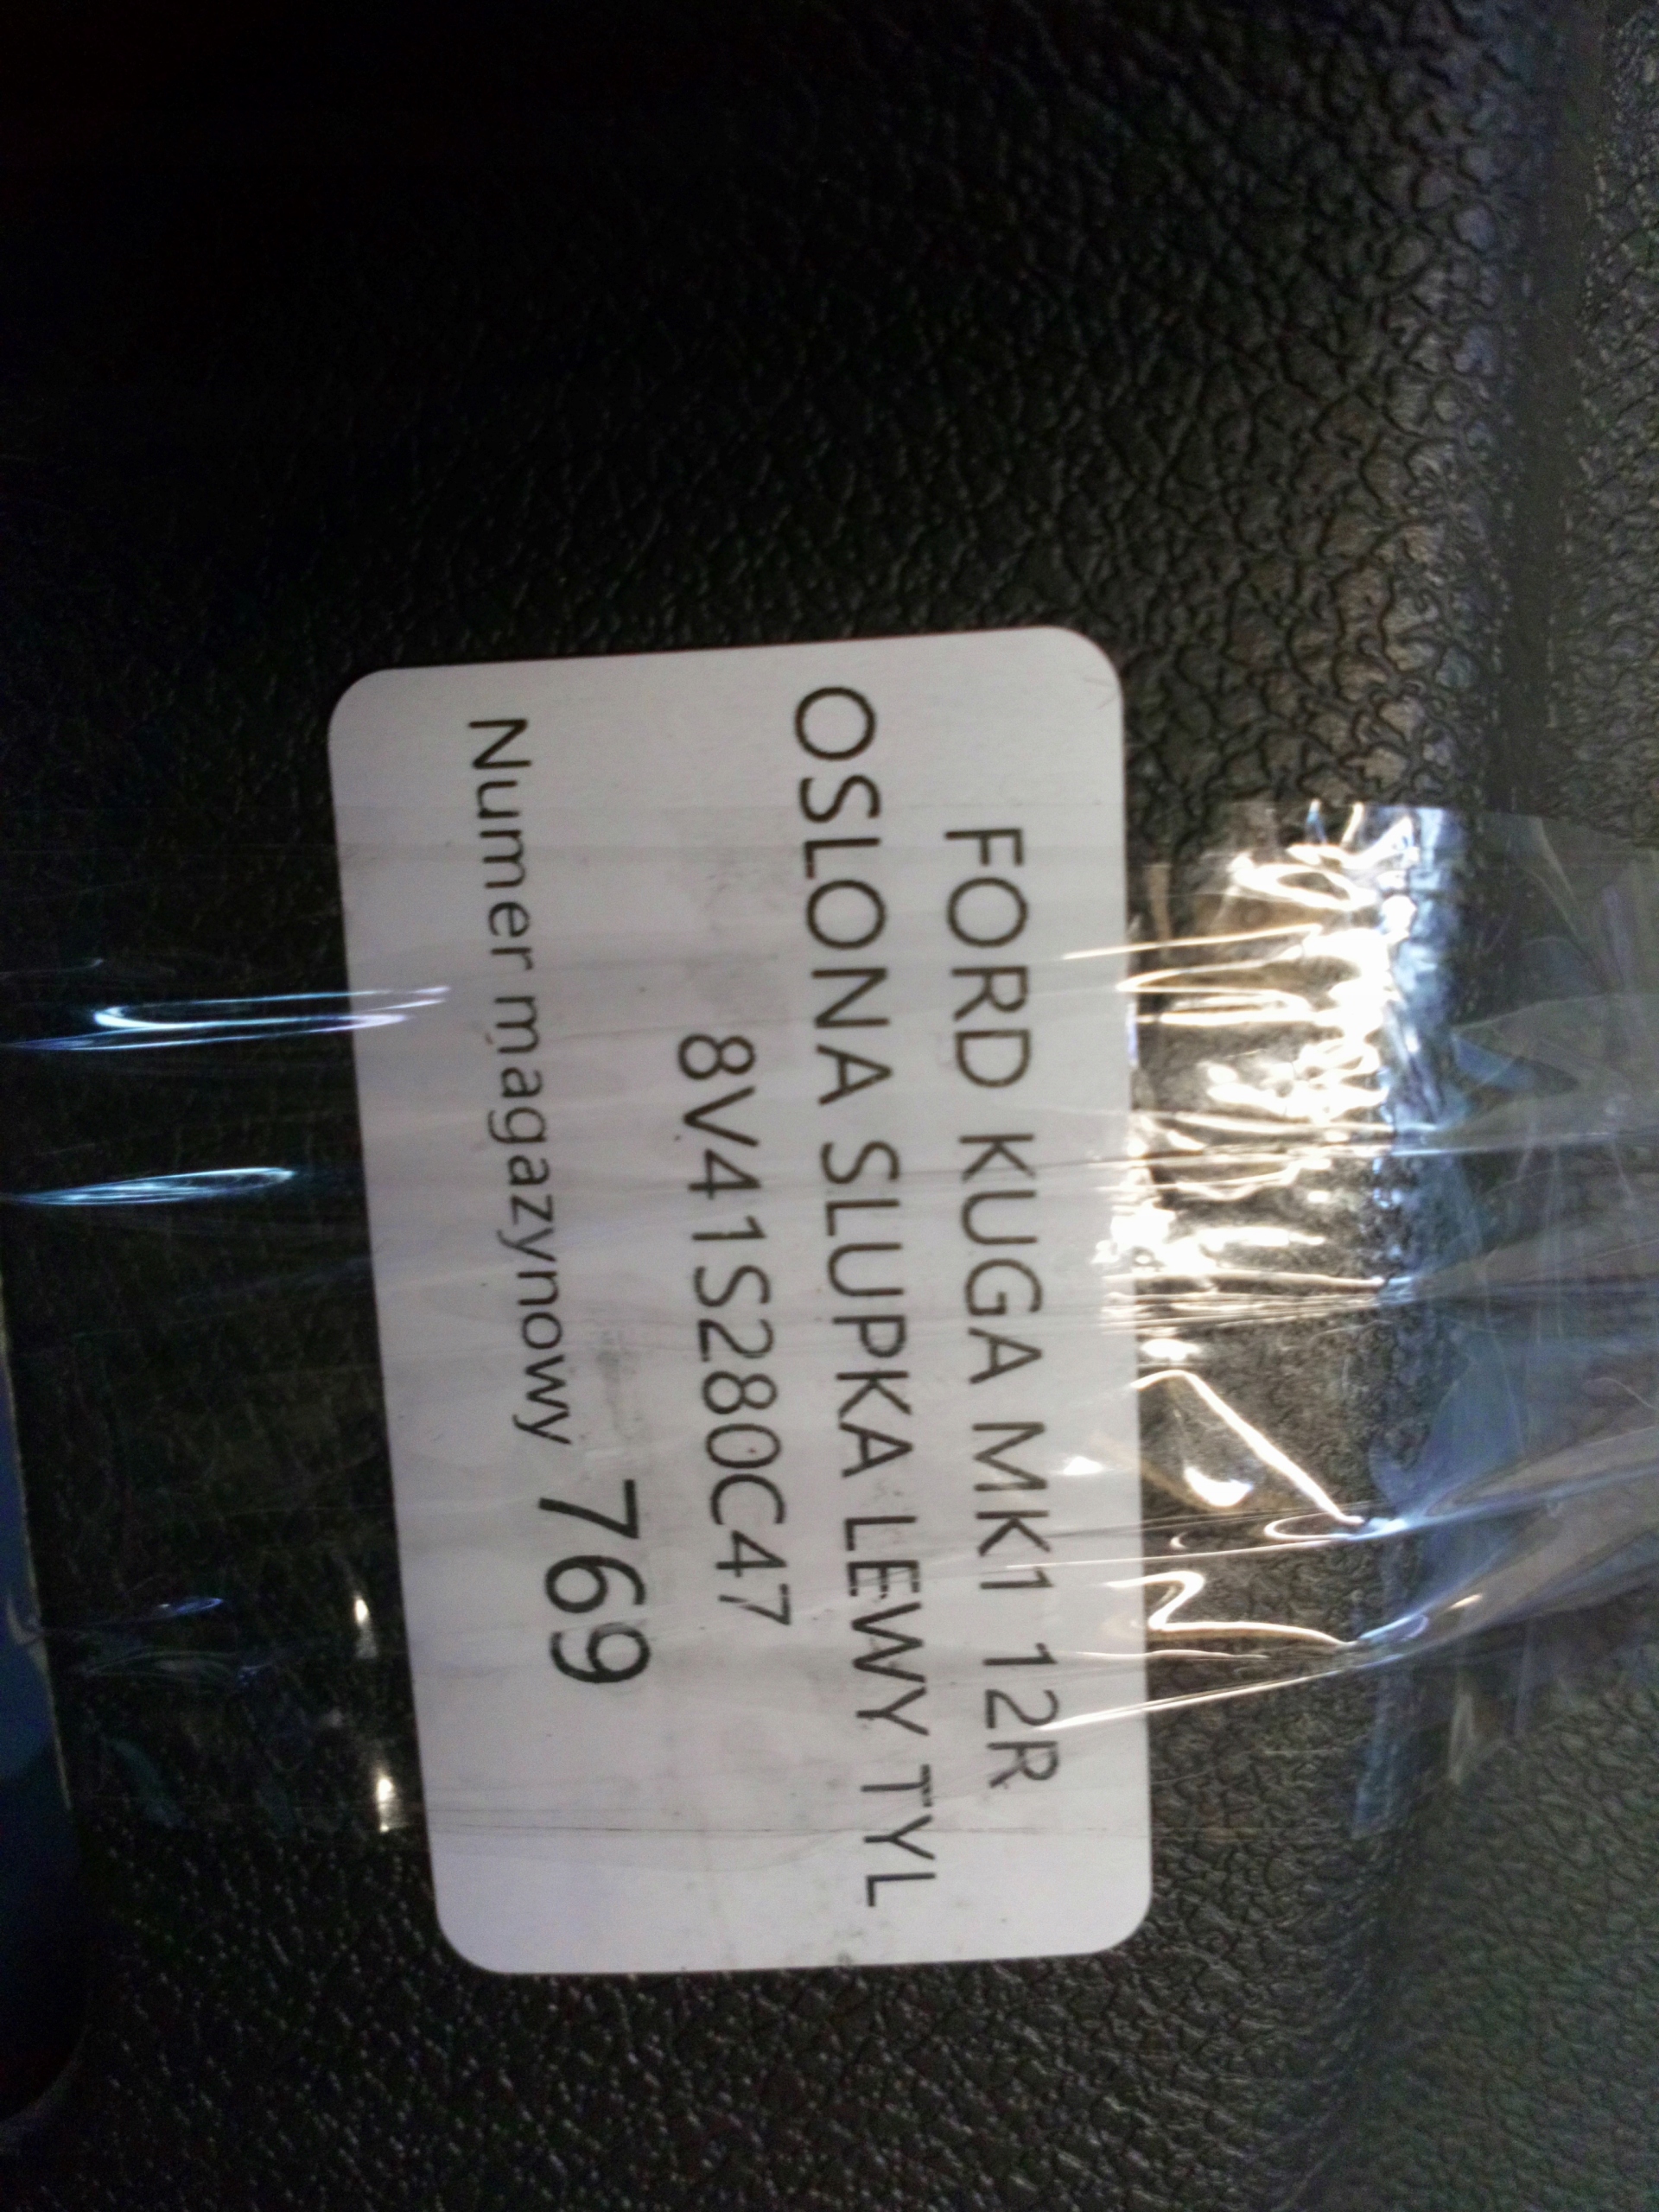 FORD KUGA MK1 12R
OSLONA SLUPKA LEWY TYL
8V41S280C47
Numer magazynowy 769